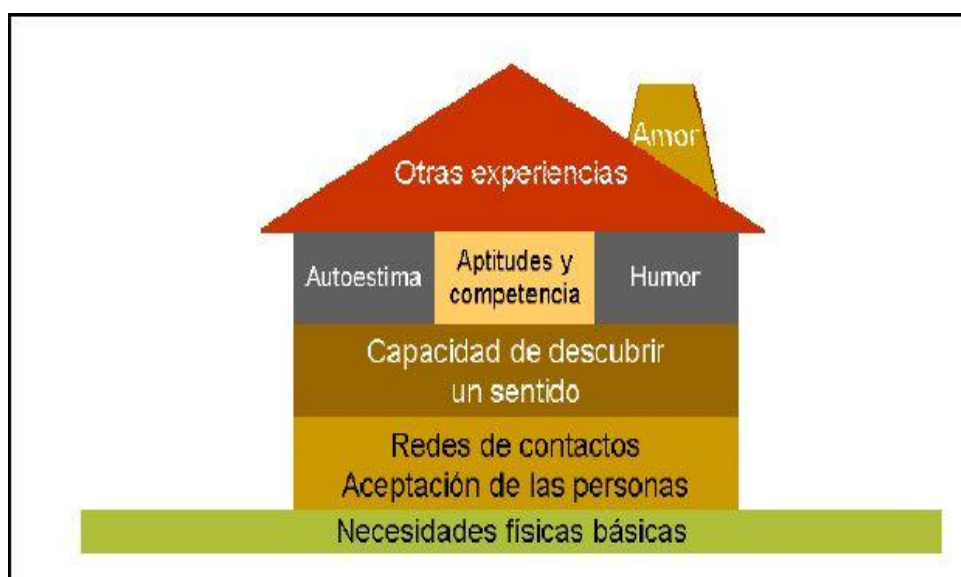 Amor
Otras experiencias
Autoestima
Aptitudes y
competencia
Humor
Capacidad de descubrir
un sentido
Redes de contactos
Aceptación de las personas
Necesidades físicas básicas